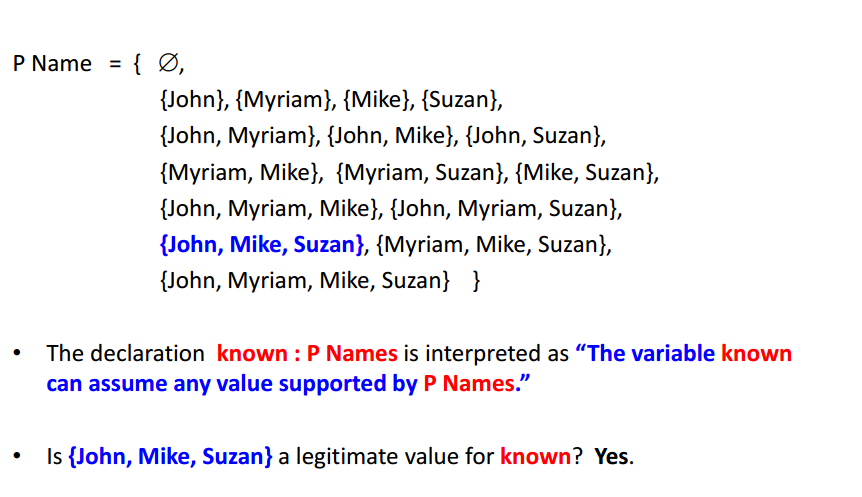 P Name = { ∅,
{John}, {Myriam}, {Mike}, {Suzan},
{John, Myriam}, {John, Mike}, {John, Suzan},
{Myriam, Mike}, {Myriam, Suzan}, {Mike, Suzan},
{John, Myriam, Mike}, {John, Myriam, Suzan},
{John, Mike, Suzan}, {Myriam, Mike, Suzan},
{John, Myriam, Mike, Suzan} }
• The declaration known : P Names is interpreted as “The variable known
can assume any value supported by P Names.”
• Is {John, Mike, Suzan} a legitimate value for known? Yes.